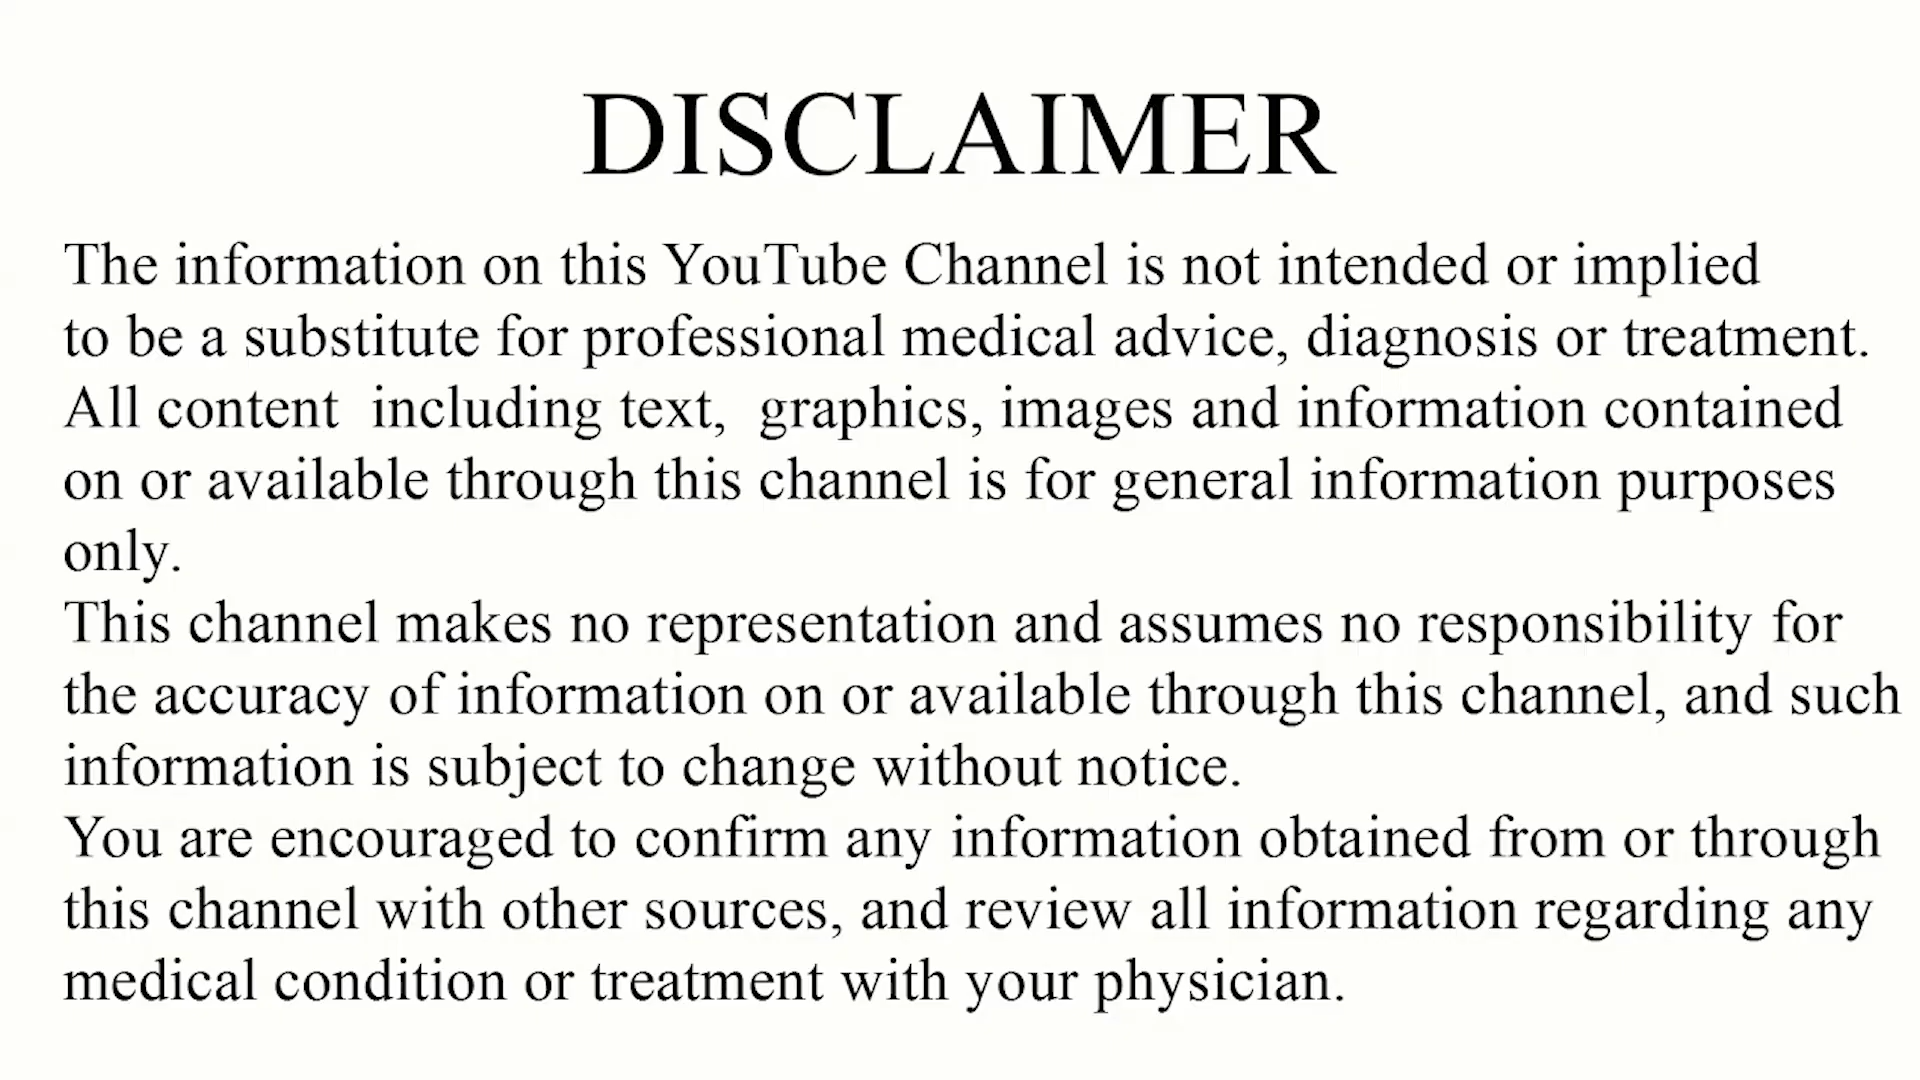 DISCLAIMER
The information on this YouTube Channel is not intended or implied
to be a substitute for professional medical advice, diagnosis or treatment.
All content  including text,  graphics, images and information contained
on or available through this channel is for general information purposes
only.
This channel makes no representation and assumes no responsibility for
the accuracy of information on or available through this channel, and such
information is subject to change without notice.
You are encouraged to confirm any information obtained from or through
this channel with other sources, and review all information regarding any
medical condition or treatment with your physician.